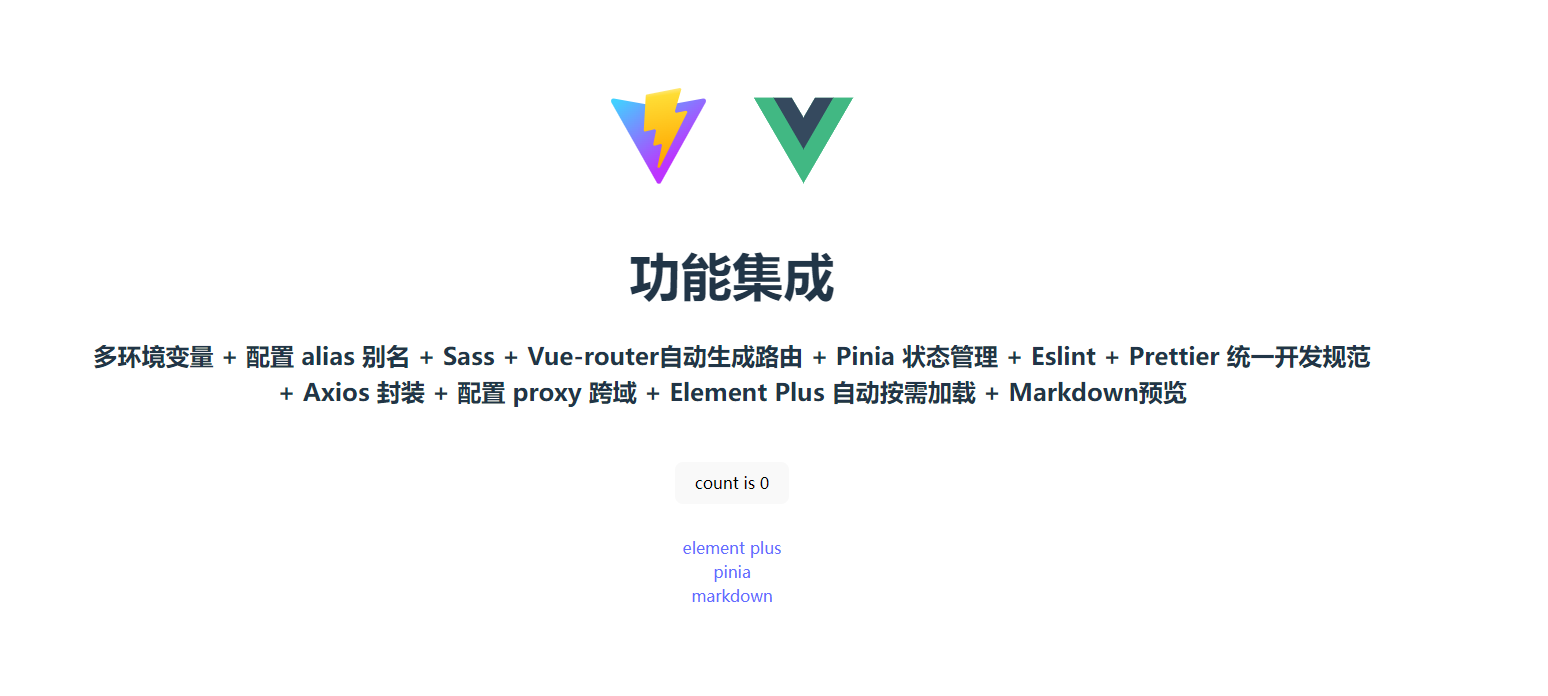 功能集成
多环境变量 + 配置 alias 别名 + Sass + Vue-router自动生成路由 + Pinia 状态管理 + Eslint + Prettier 统一开发规范
+ Axios 封装 + 配置 proxy 跨域 + Element Plus 自动按需加载 + Markdown预览
count is 0
element plus
pinia
markdown